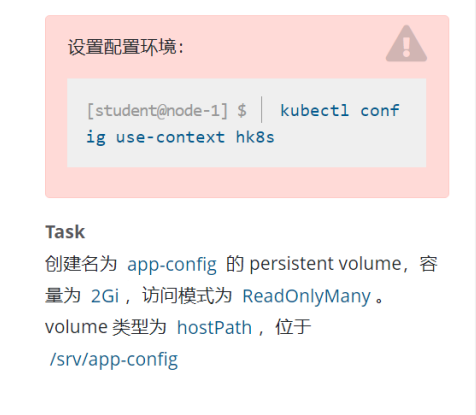 设置配置环境：
[student@node-1] $ | kubectl conf
ig use-context hk8s
Task
创建名为 app-config 的 persistent volume，容
量为 2Gi ，访问模式为 ReadOnlyMany 。
volume 类型为 hostPath ，位于
/srv/app-config